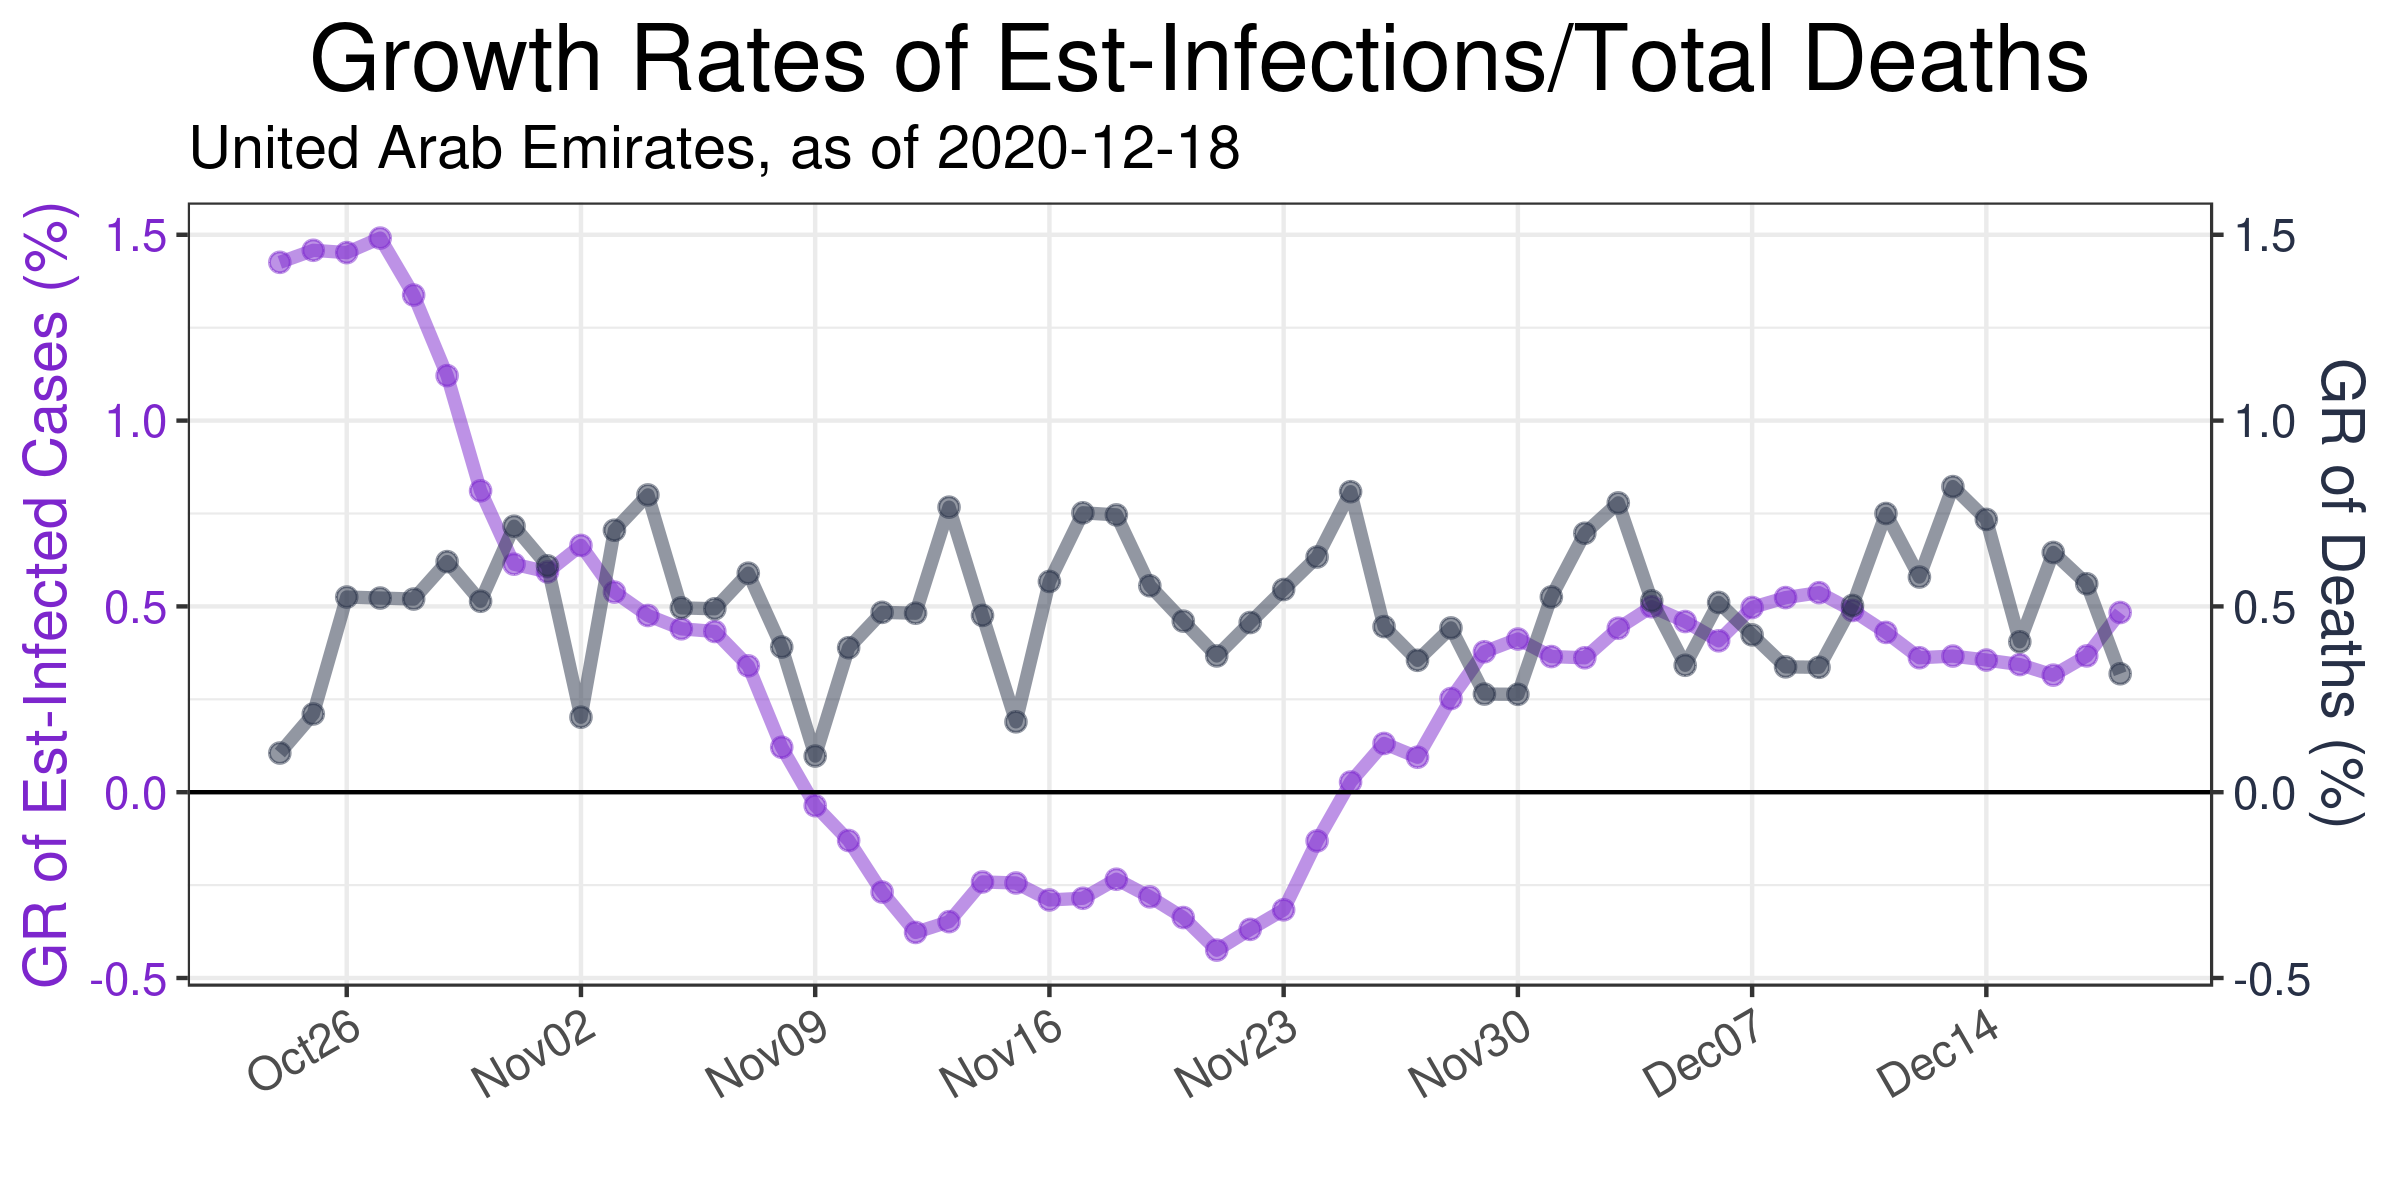 Growth Rates of Est-Infections/Total Deaths
United Arab Emirates, as of 2020-12-18
GR of Est-Infected Cases (%)
1.5
1.0
0.5
0.0
-0.5
1.5
1.0
0.5
0.0
-0.5
GR of Deaths (%)
Oct26
Nov02
Nov09
Nov16
Nov23
Nov30
Dec07
Dec14